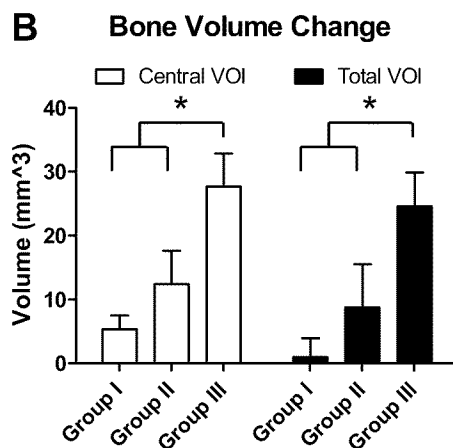 B Bone Volume Change
Central VOI Total VOI
* *
Volume (mm^3)
40
30
20
10
0
Group I Group II Group III Group I Group II Group III